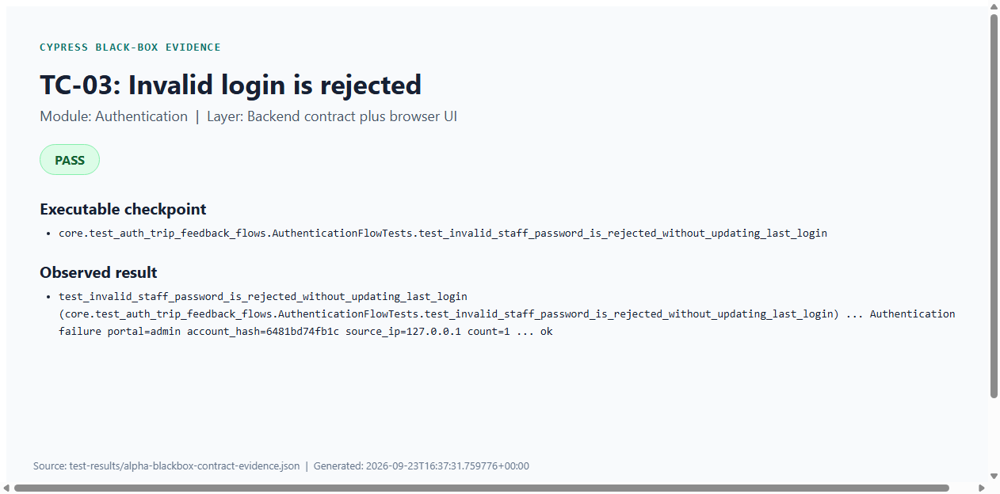 CYPRESS BLACK-BOX EVIDENCE
TC-03: Invalid login is rejected
Module: Authentication | Layer: Backend contract plus browser UI
PASS
Executable checkpoint
• core.test_auth_trip_feedback_flows.AuthenticationFlowTests.test_invalid_staff_password_is_rejected_without_updating_last_login
Observed result
• test_invalid_staff_password_is_rejected_without_updating_last_login
(core.test_auth_trip_feedback_flows.AuthenticationFlowTests.test_invalid_staff_password_is_rejected_without_updating_last_login) ... Authentication
failure portal=admin account_hash=6481bd74fb1c source_ip=127.0.0.1 count=1 ... ok
Source: test-results/alpha-blackbox-contract-evidence.json | Generated: 2026-09-23T16:37:31.759776+00:00